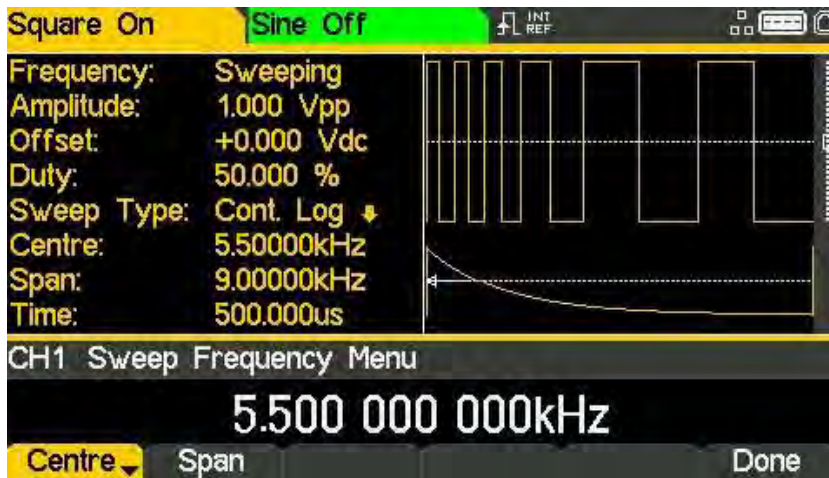 Square On Sine Off INT REF
Frequency: Sweeping
Amplitude: 1.000 Vpp
Offset: +0.000 Vdc
Duty: 50.000 %
Sweep Type: Cont. Log
Centre: 5.50000kHz
Span: 9.00000kHz
Time: 500.000us
CH1 Sweep Frequency Menu
5.500 000 000kHz
Centre Span Done